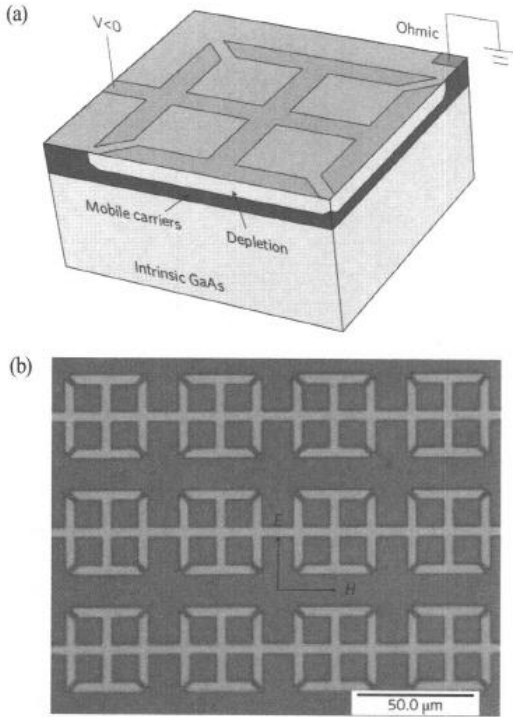 (a)
V<0
Ohmic
Mobile carriers
Depletion
Intrinsic GaAs
(b)
E
H
50.0 μm